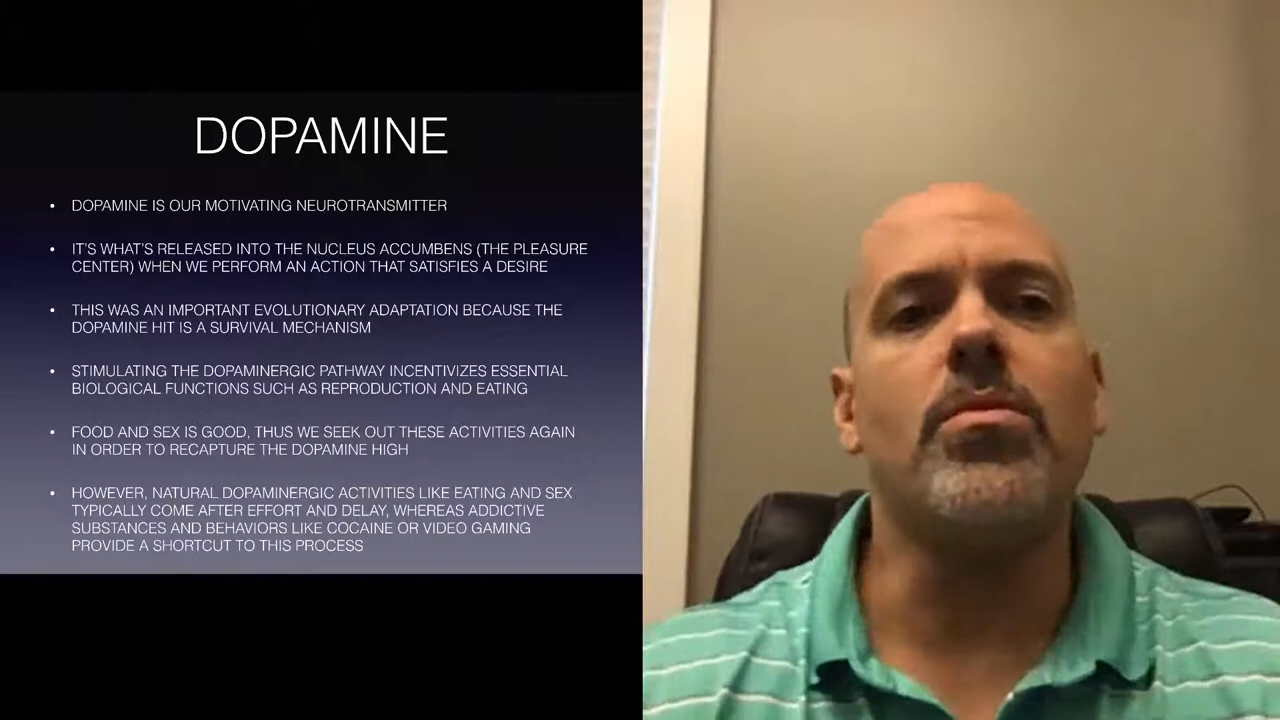 DOPAMINE
• DOPAMINE IS OUR MOTIVATING NEUROTRANSMITTER
• IT'S WHAT'S RELEASED INTO THE NUCLEUS ACCUMBENS (THE PLEASURE
CENTER) WHEN WE PERFORM AN ACTION THAT SATISFIES A DESIRE
• THIS WAS AN IMPORTANT EVOLUTIONARY ADAPTATION BECAUSE THE
DOPAMINE HIT IS A SURVIVAL MECHANISM
• STIMULATING THE DOPAMINERGIC PATHWAY INCENTIVIZES ESSENTIAL
BIOLOGICAL FUNCTIONS SUCH AS REPRODUCTION AND EATING
• FOOD AND SEX IS GOOD, THUS WE SEEK OUT THESE ACTIVITIES AGAIN
IN ORDER TO RECAPTURE THE DOPAMINE HIGH
• HOWEVER, NATURAL DOPAMINERGIC ACTIVITIES LIKE EATING AND SEX
TYPICALLY COME AFTER EFFORT AND DELAY, WHEREAS ADDICTIVE
SUBSTANCES AND BEHAVIORS LIKE COCAINE OR VIDEO GAMING
PROVIDE A SHORTCUT TO THIS PROCESS